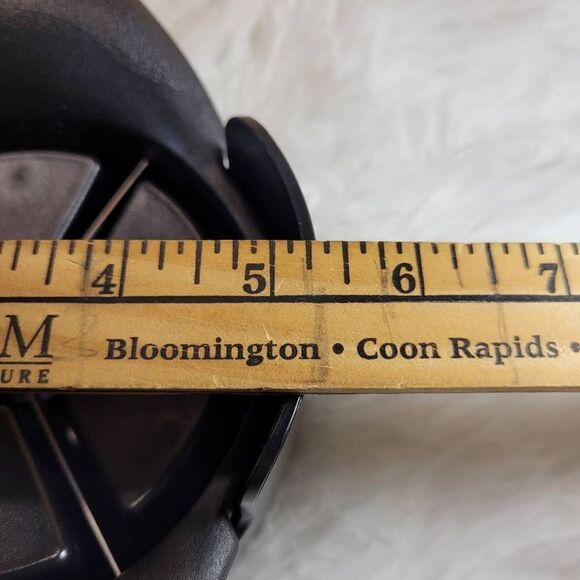 4 5 6 7
M Bloomington • Coon Rapids •
URE